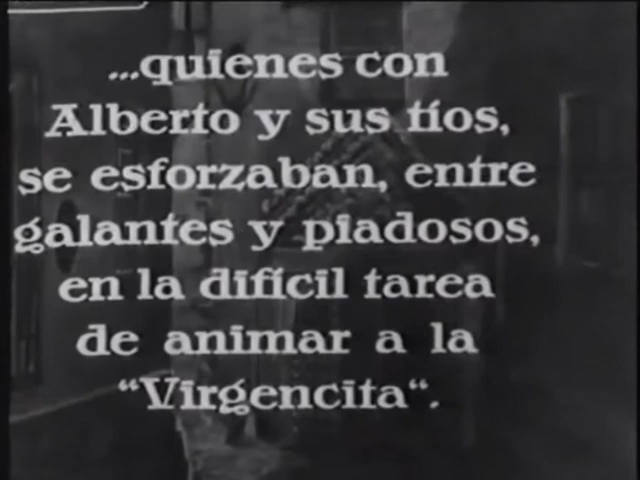 ...quienes con
Alberto y sus tíos,
se esforzaban, entre
galantes y piadosos,
en la difícil tarea
de animar a la
“Virgencita“.